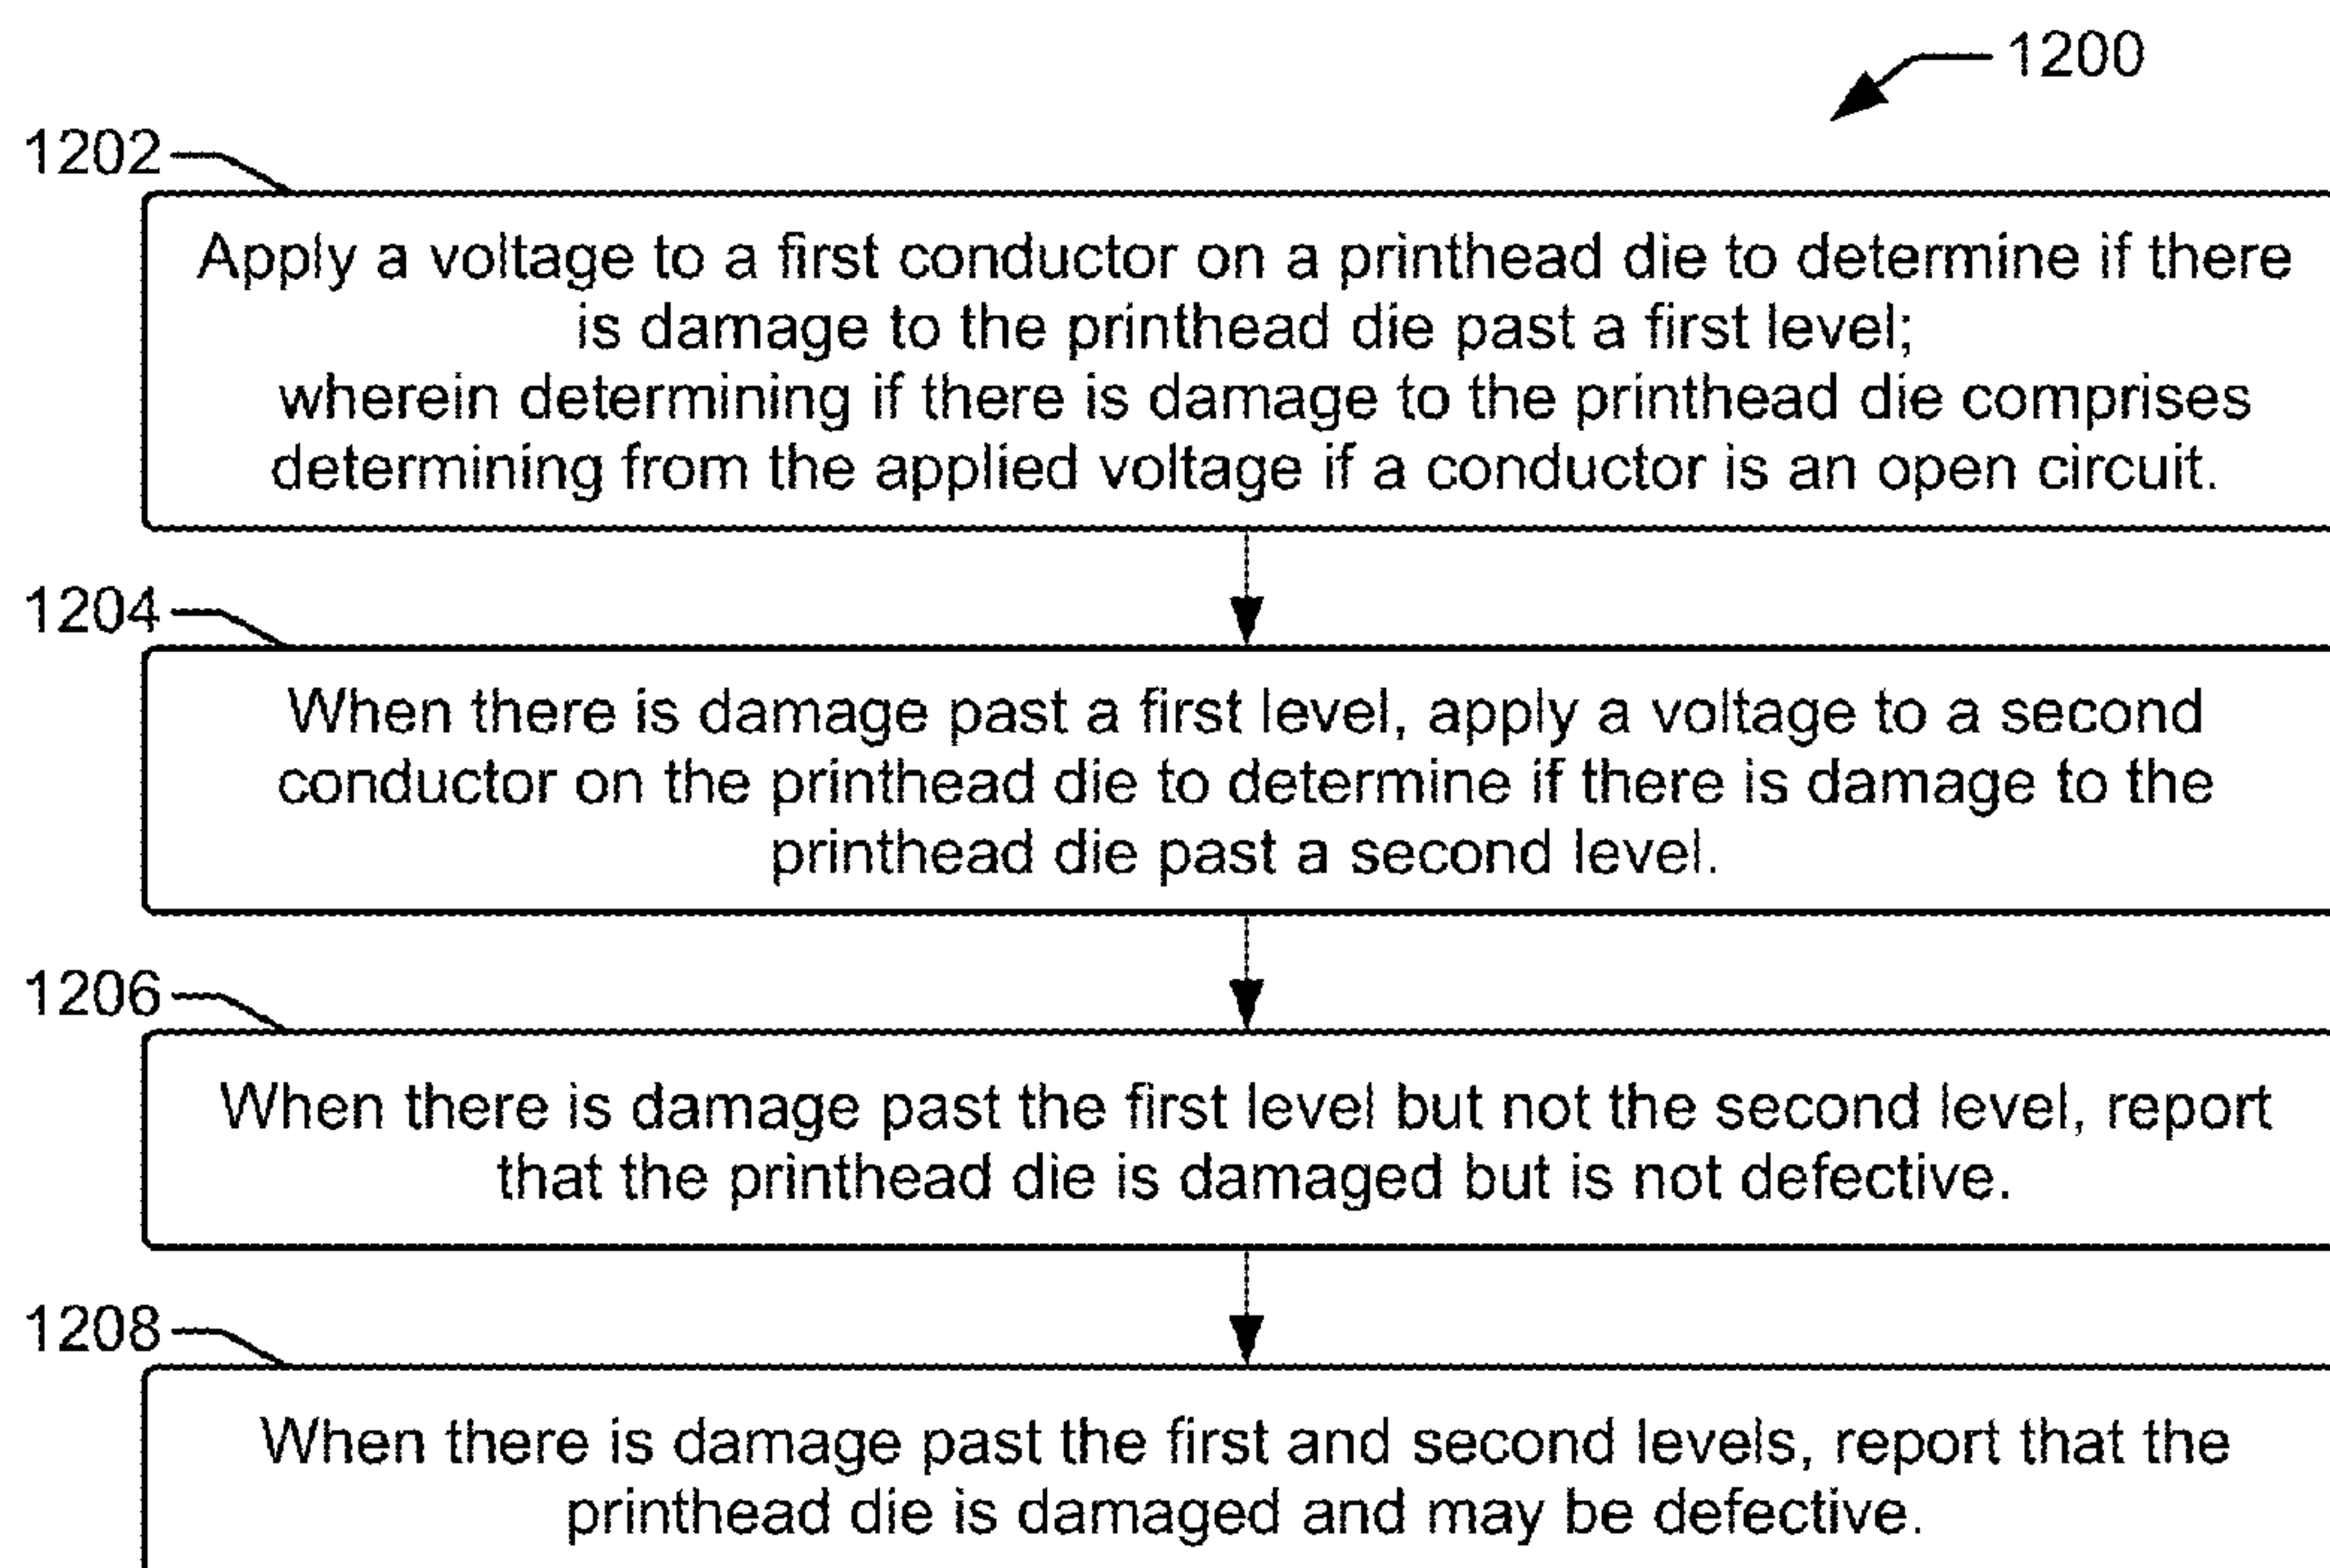 1200
1202
Apply a voltage to a first conductor on a printhead die to determine if there
is damage to the printhead die past a first level;
wherein determining if there is damage to the printhead die comprises
determining from the applied voltage if a conductor is an open circuit.
1204
When there is damage past a first level, apply a voltage to a second
conductor on the printhead die to determine if there is damage to the
printhead die past a second level.
1206
When there is damage past the first level but not the second level, report
that the printhead die is damaged but is not defective.
1208
When there is damage past the first and second levels, report that the
printhead die is damaged and may be defective.